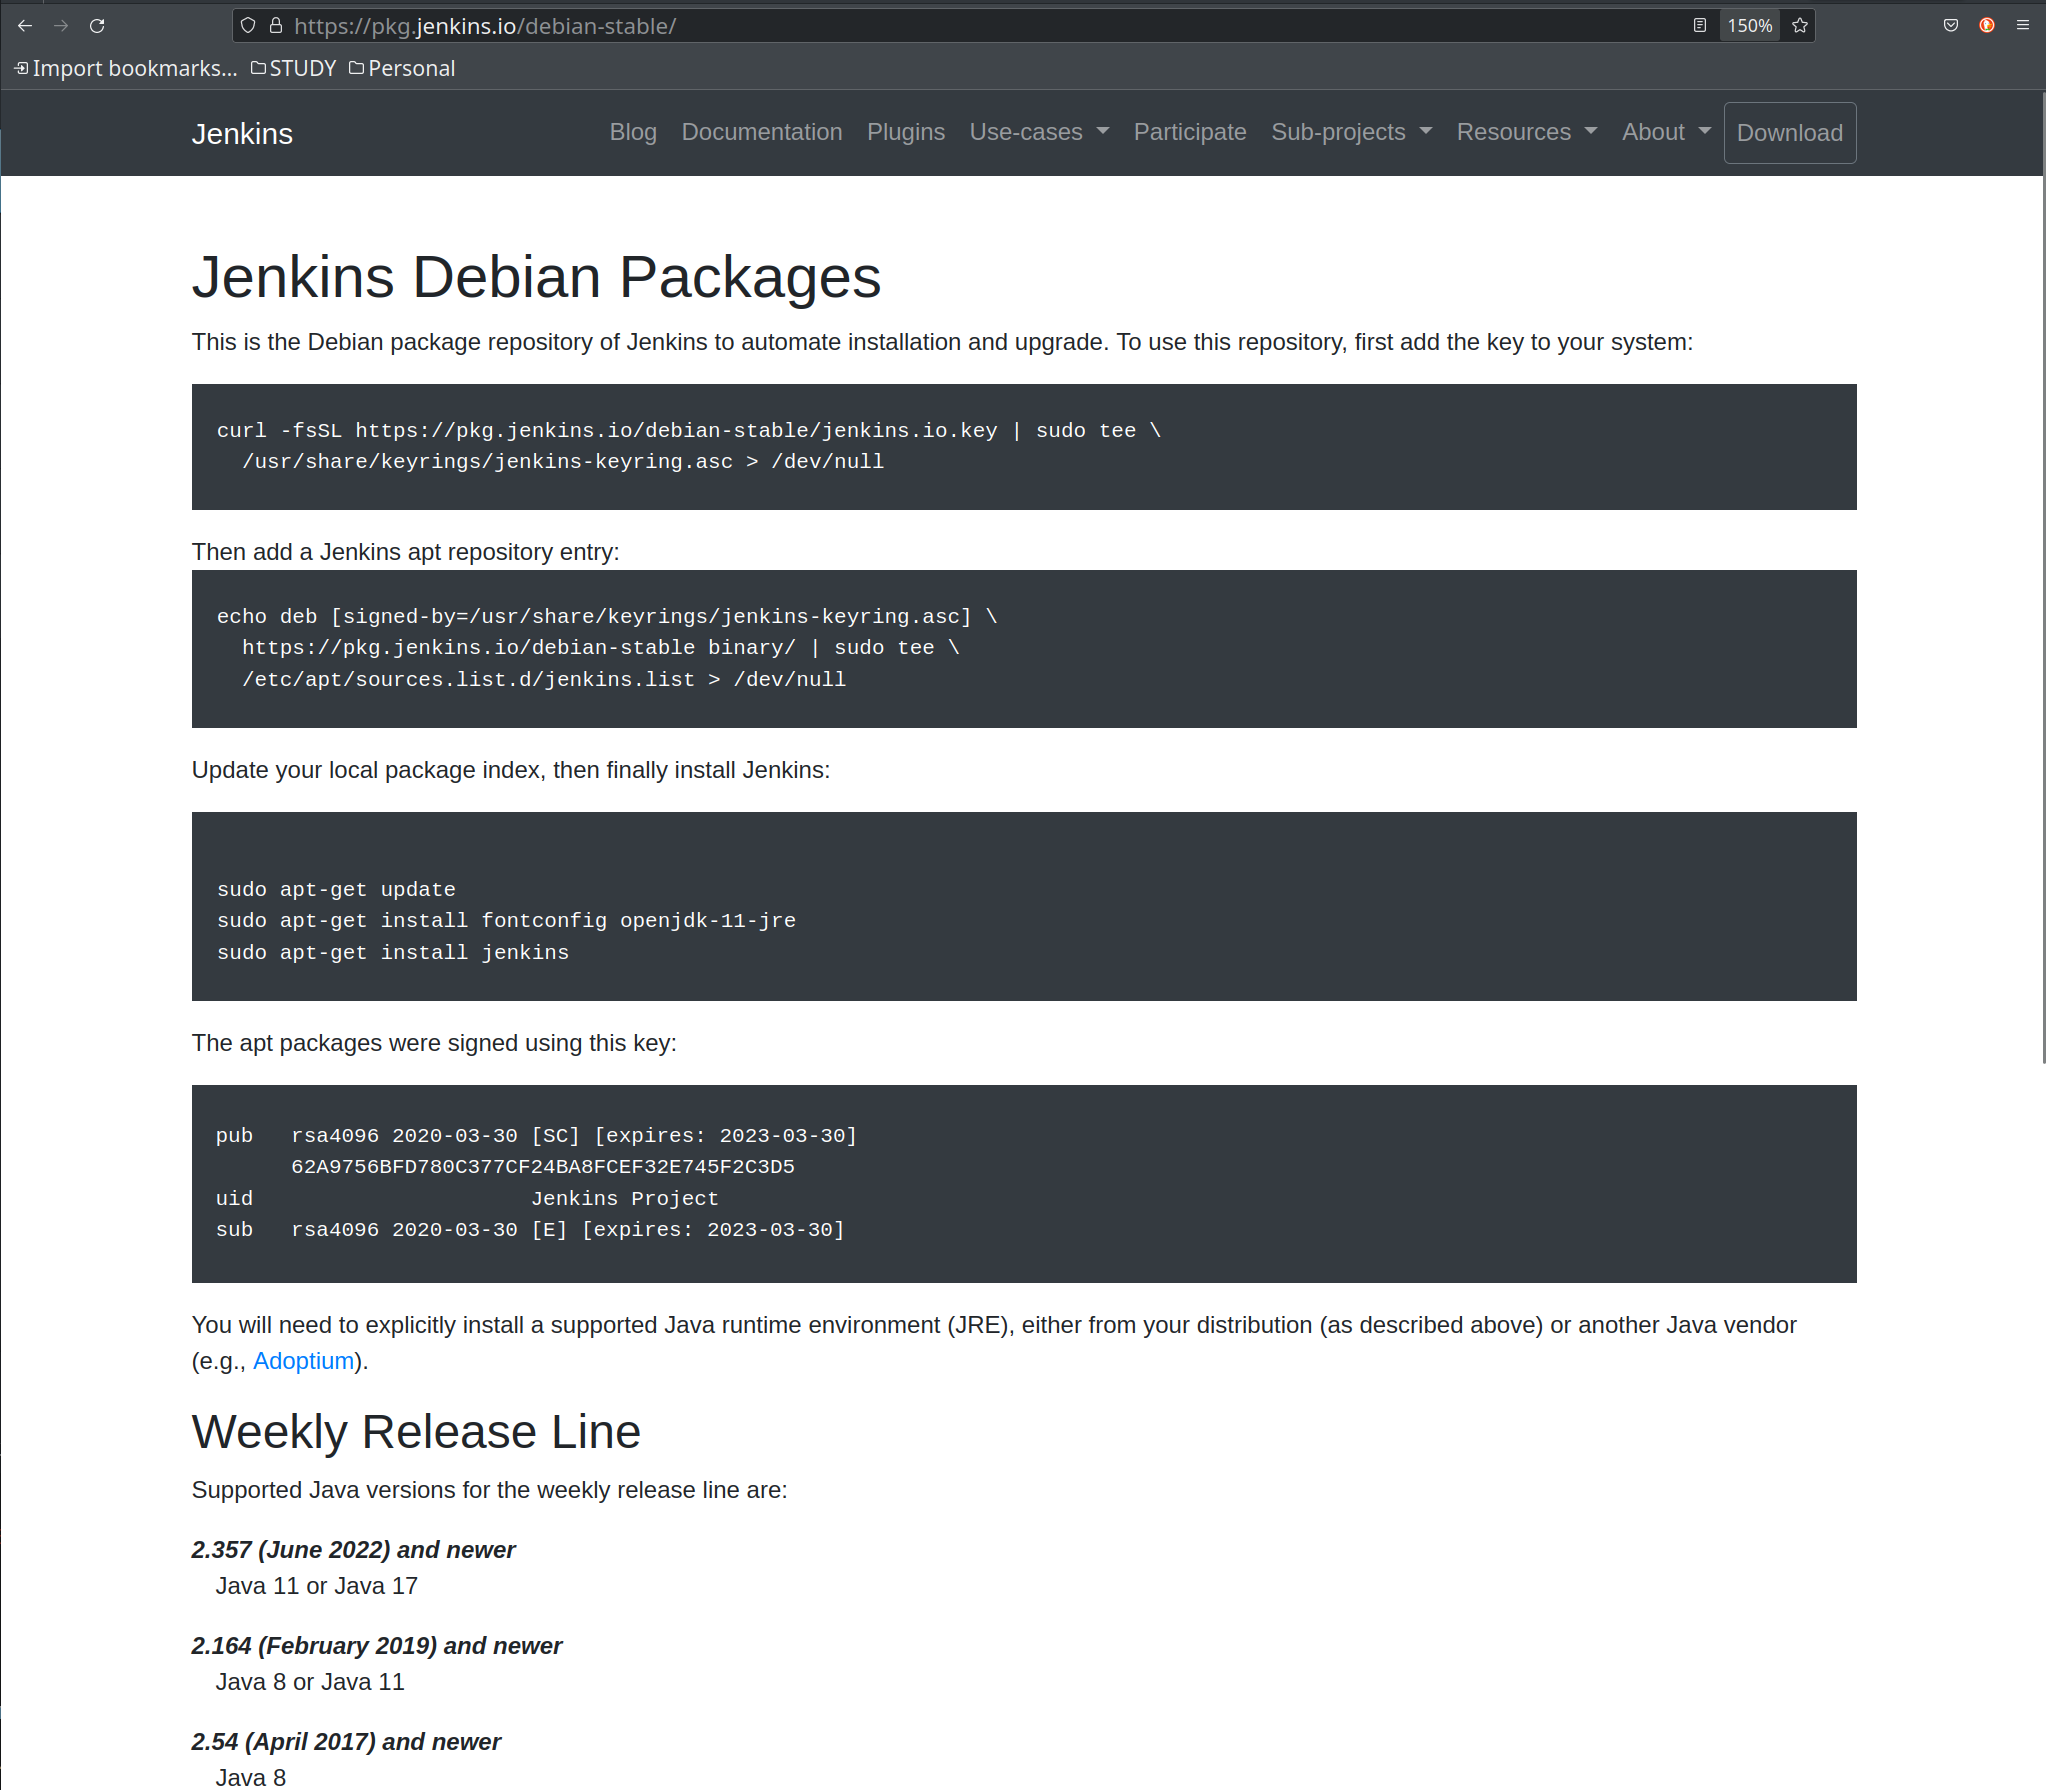 https://pkg.jenkins.io/debian-stable/
150%
Import bookmarks... STUDY Personal
Jenkins Blog Documentation Plugins Use-cases Participate Sub-projects Resources About Download
Jenkins Debian Packages
This is the Debian package repository of Jenkins to automate installation and upgrade. To use this repository, first add the key to your system:
curl -fsSL https://pkg.jenkins.io/debian-stable/jenkins.io.key | sudo tee \
/usr/share/keyrings/jenkins-keyring.asc > /dev/null
Then add a Jenkins apt repository entry:
echo deb [signed-by=/usr/share/keyrings/jenkins-keyring.asc] \
https://pkg.jenkins.io/debian-stable binary/ | sudo tee \
/etc/apt/sources.list.d/jenkins.list > /dev/null
Update your local package index, then finally install Jenkins:
sudo apt-get update
sudo apt-get install fontconfig openjdk-11-jre
sudo apt-get install jenkins
The apt packages were signed using this key:
pub   rsa4096 2020-03-30 [SC] [expires: 2023-03-30]
62A9756BFD780C377CF24BA8FCEF32E745F2C3D5
uid                      Jenkins Project
sub   rsa4096 2020-03-30 [E] [expires: 2023-03-30]
You will need to explicitly install a supported Java runtime environment (JRE), either from your distribution (as described above) or another Java vendor
(e.g., Adoptium).
Weekly Release Line
Supported Java versions for the weekly release line are:
2.357 (June 2022) and newer
Java 11 or Java 17
2.164 (February 2019) and newer
Java 8 or Java 11
2.54 (April 2017) and newer
Java 8